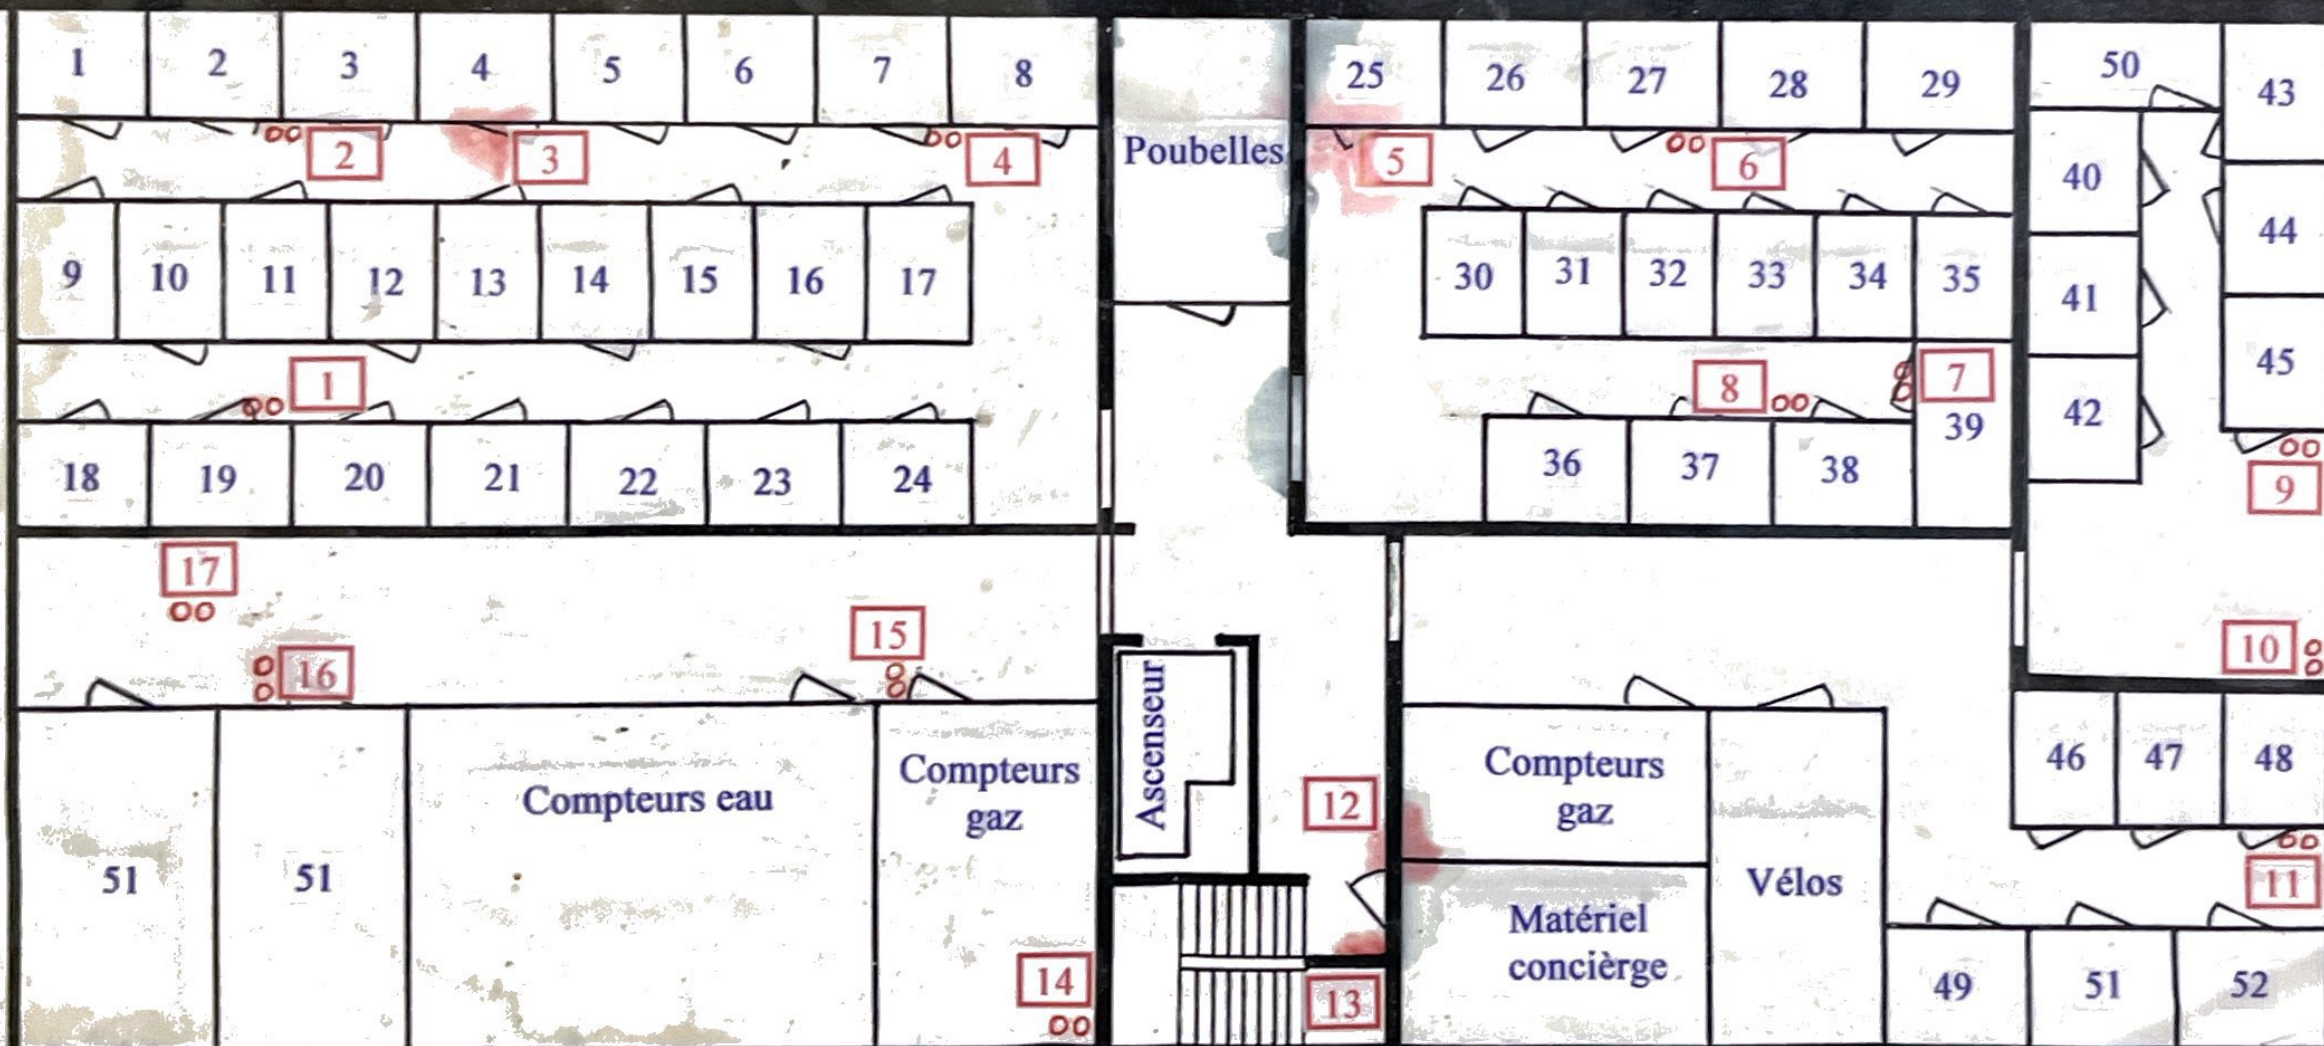 1 2 3 4 5 6 7 8
25 26 27 28 29
50 43
2 3 4
Poubelles
5 6
40
44
9 10 11 12 13 14 15 16 17
30 31 32 33 34 35
41
45
1
8 7
42
39
18 19 20 21 22 23 24
36 37 38
9
17
15
16
10
Ascenseur
Compteurs eau
Compteurs
gaz
12
Compteurs
gaz
46 47 48
51 51
Vélos
11
Matériel
concièrge
14
13
49 51 52